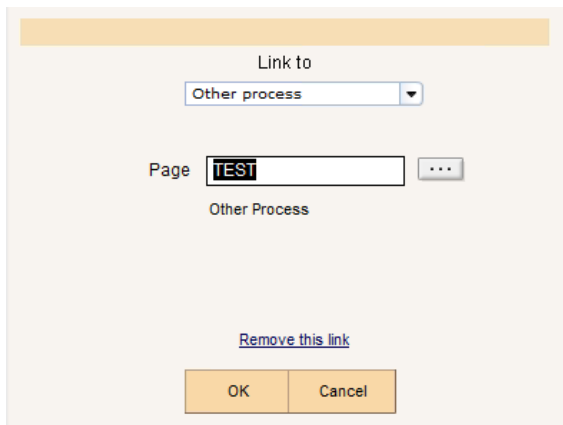 Link to
Other process
Page TEST ...
Other Process
Remove this link
OK Cancel